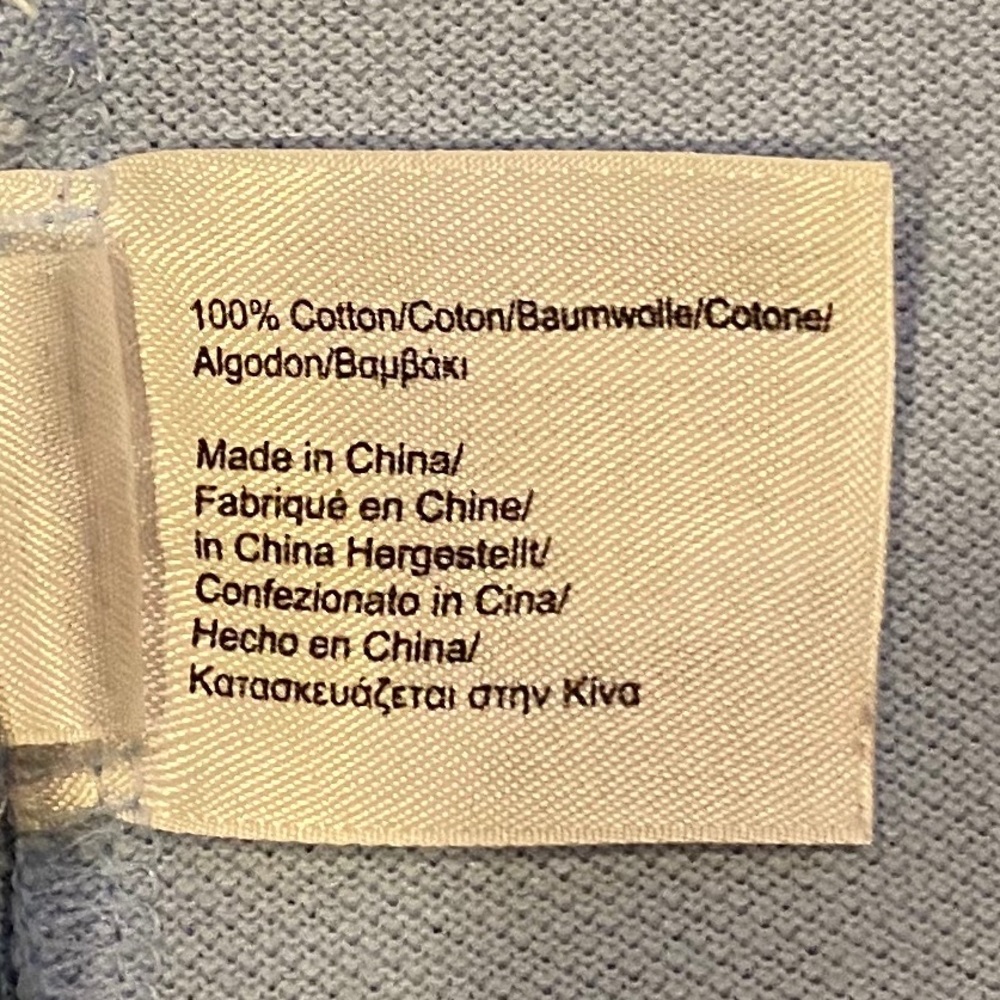 100% Cotton/Coton/Baumwolle/Cotone/
Algodon/Βαμβάκι
Made in China/
Fabriqué en Chine/
in China Hergestellt/
Confezionato in Cina/
Hecho en China/
Κατασκευάζεται στην Κίνα